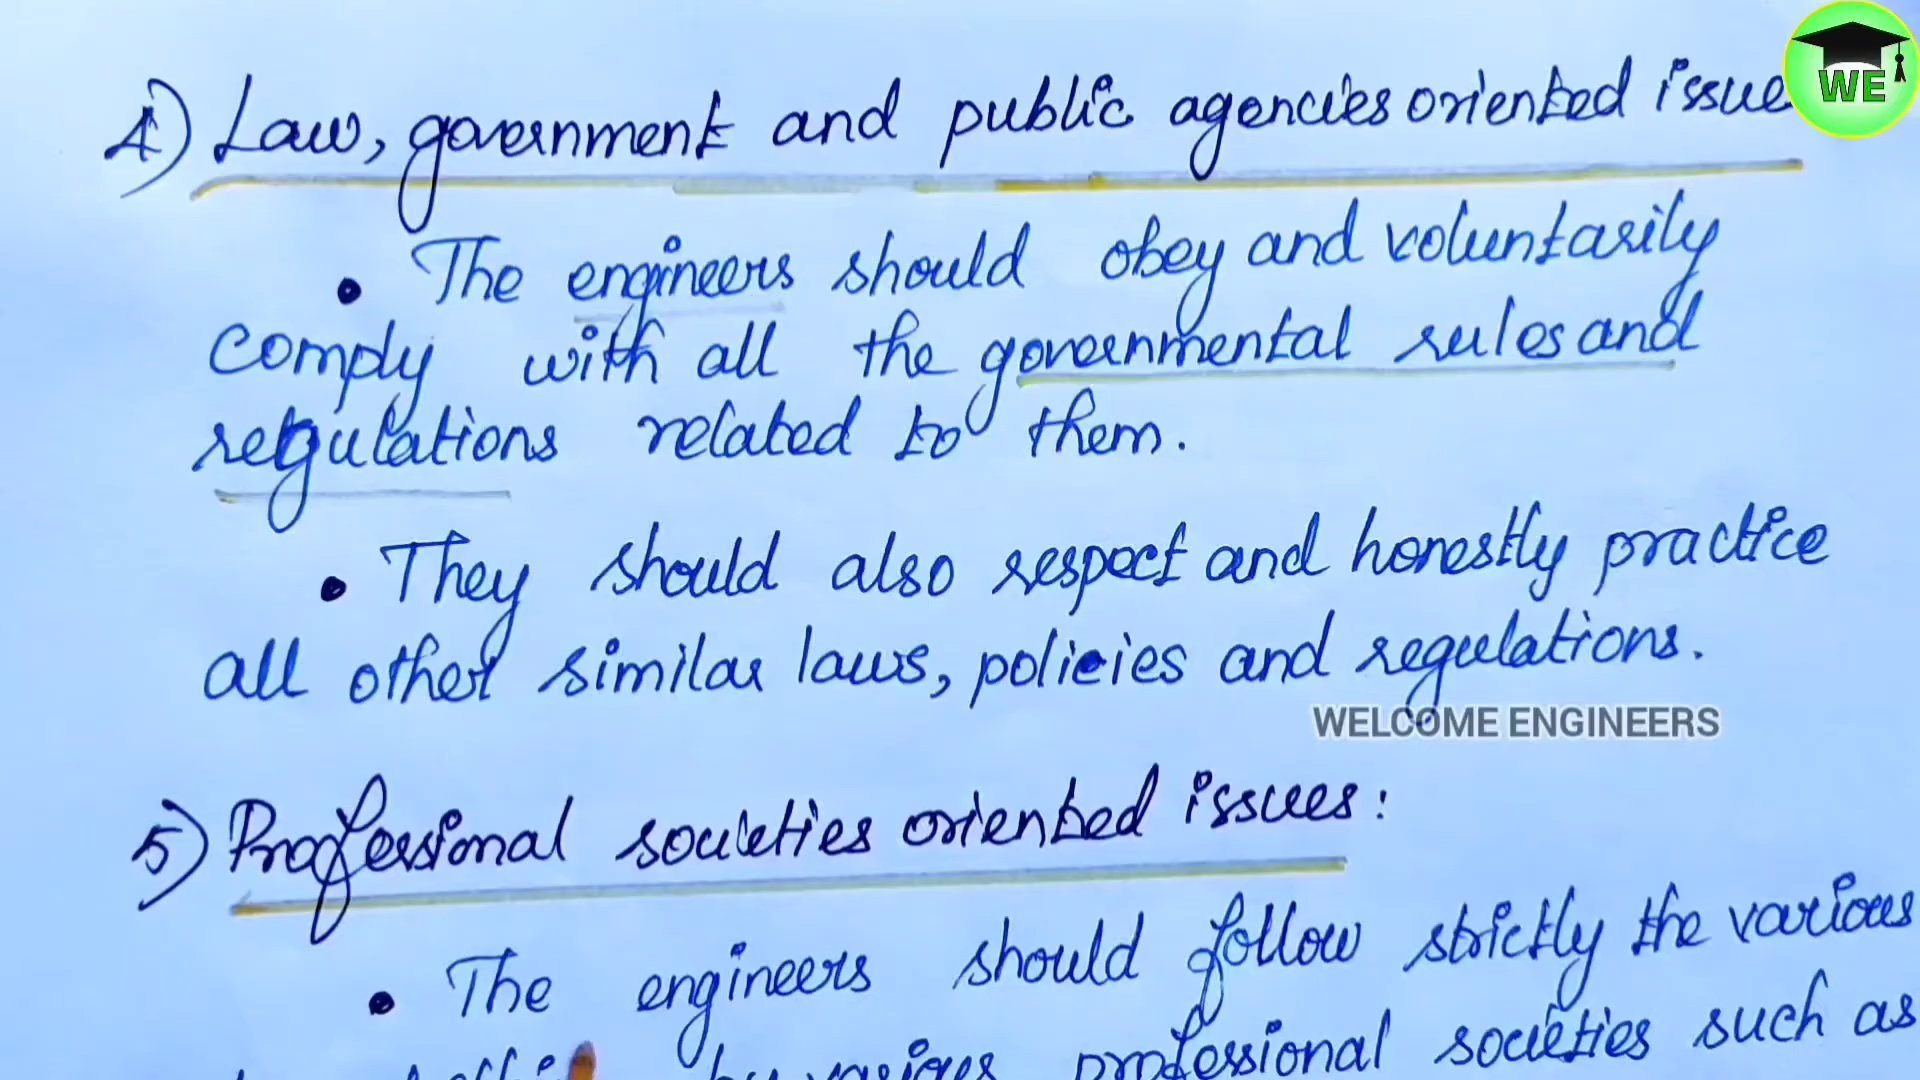 WE
4) Law, government and public agencies oriented issue
• The engineers should obey and voluntarily
comply with all the governmental rules and
regulations related to them.
• They should also respect and honestly practice
all other similar laws, policies and regulations.
WELCOME ENGINEERS
5) Professional societies oriented issues:
• The engineers should follow strictly the various
by various professional societies such as